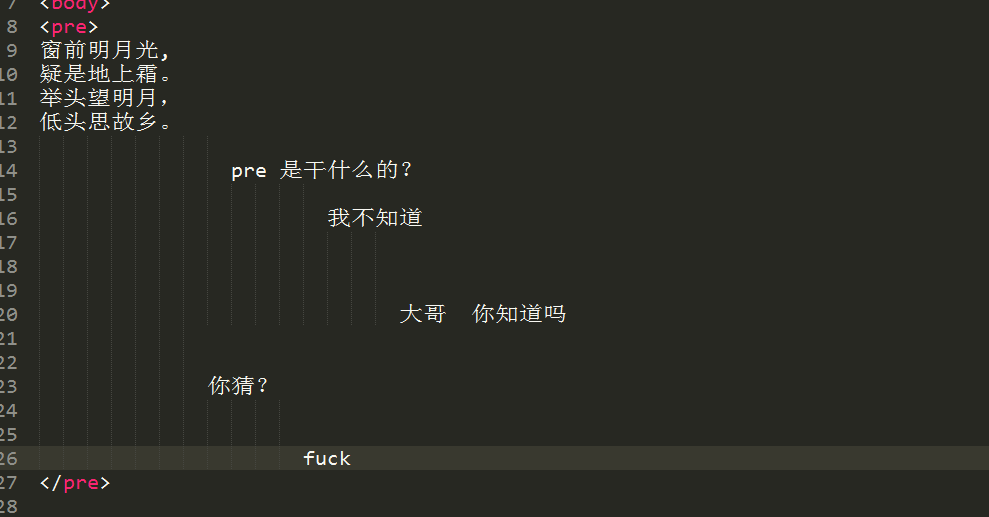 7 <body>
8 <pre>
9 窗前明月光,
10 疑是地上霜。
11 举头望明月,
12 低头思故乡。
13
14 pre 是干什么的?
15
16 我不知道
17
18
19
20 大哥  你知道吗
21
22
23 你猜?
24
25
26 fuck
27 </pre>
28